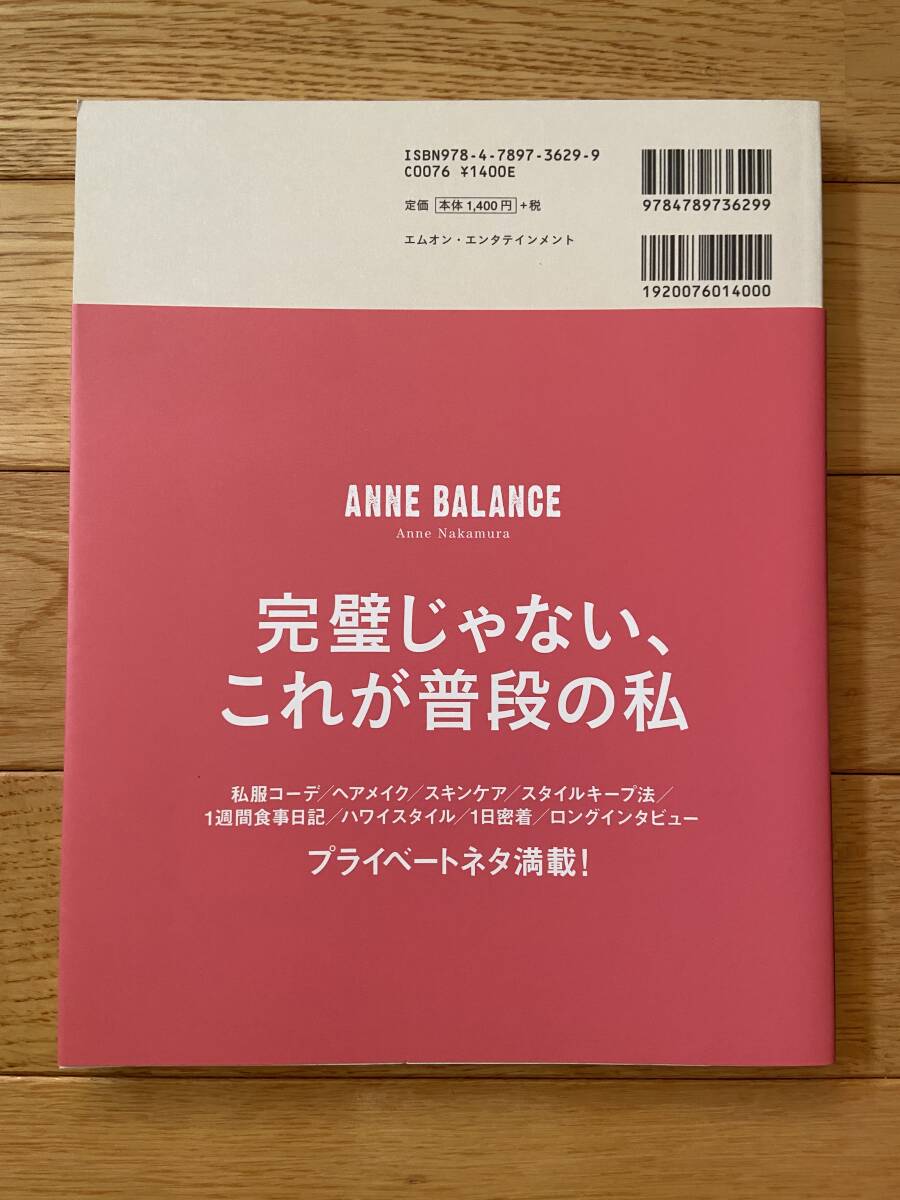 ISBN978-4-7897-3629-9
C0076 ¥1400E
定価 本体1,400円 +税
エムオン・エンタテインメント
9784789736299
1920076014000
ANNE BALANCE
Anne Nakamura
完璧じゃない、
これが普段の私
私服コーデ/ヘアメイク/スキンケア/スタイルキープ法/
1週間食事日記/ハワイスタイル/1日密着/ロングインタビュー
プライベートネタ満載！